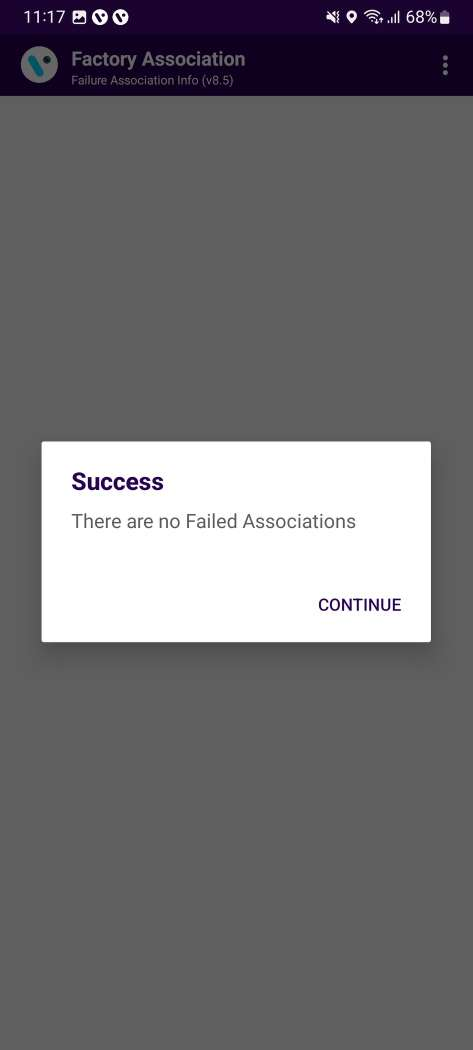 11:17 68%
Factory Association
Failure Association Info (v8.5)
Success
There are no Failed Associations
CONTINUE